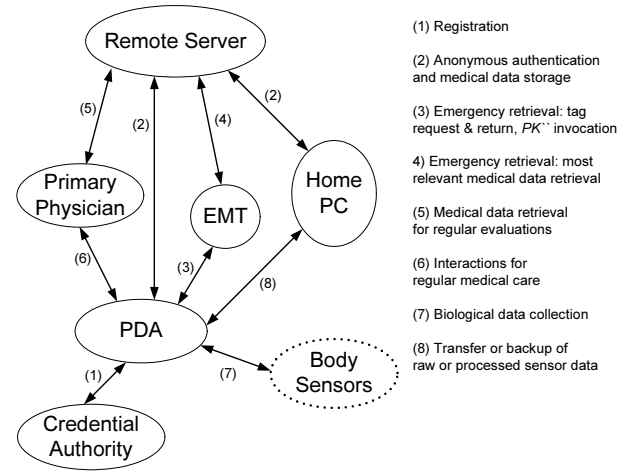 Remote Server
(5)
(2)
(4)
(2)
Primary
Physician
EMT
Home
PC
(6)
(3)
(8)
PDA
(1)
(7)
Body
Sensors
Credential
Authority
(1) Registration
(2) Anonymous authentication
and medical data storage
(3) Emergency retrieval: tag
request & return, PK`` invocation
4) Emergency retrieval: most
relevant medical data retrieval
(5) Medical data retrieval
for regular evaluations
(6) Interactions for
regular medical care
(7) Biological data collection
(8) Transfer or backup of
raw or processed sensor data